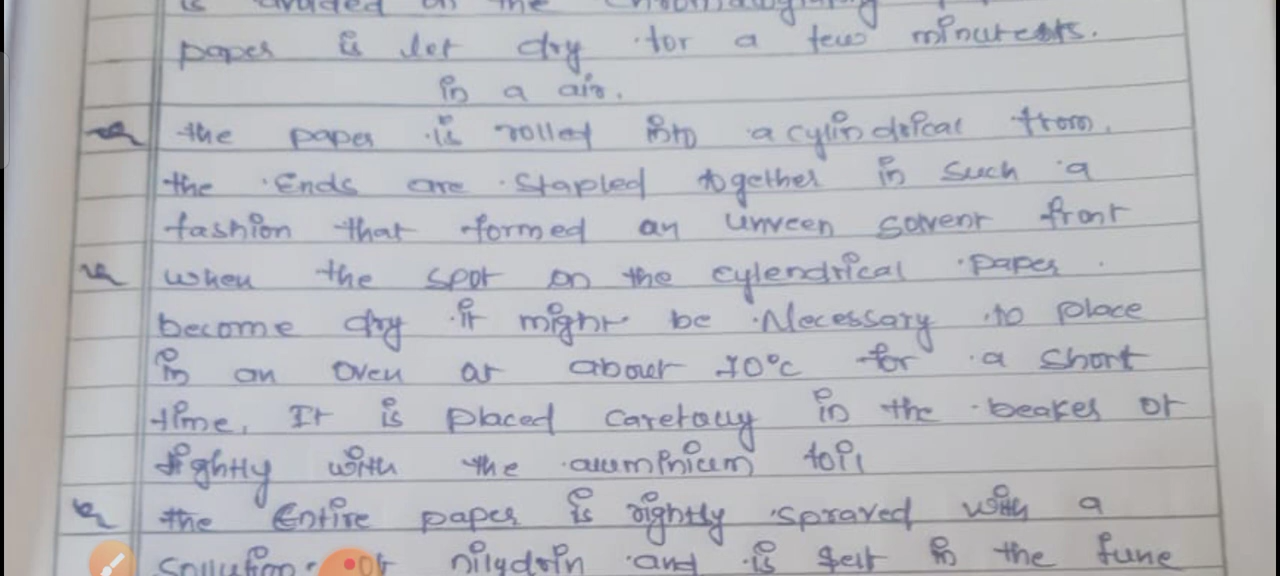 is on the
paper is let dry for a few minutes.
in a air.
the paper is rolled into a cylindrical from.
the Ends are stapled together in such a
fashion that formed an unveen solvent front
when the spot on the cylendrical paper.
become dry it might be Necessary to place
in an oven at about 70°c for a short
time. It is placed carefully in the beaker or
tightly with the aluminium foil
the Entire paper is rightly sprayed with a
and is in the fume